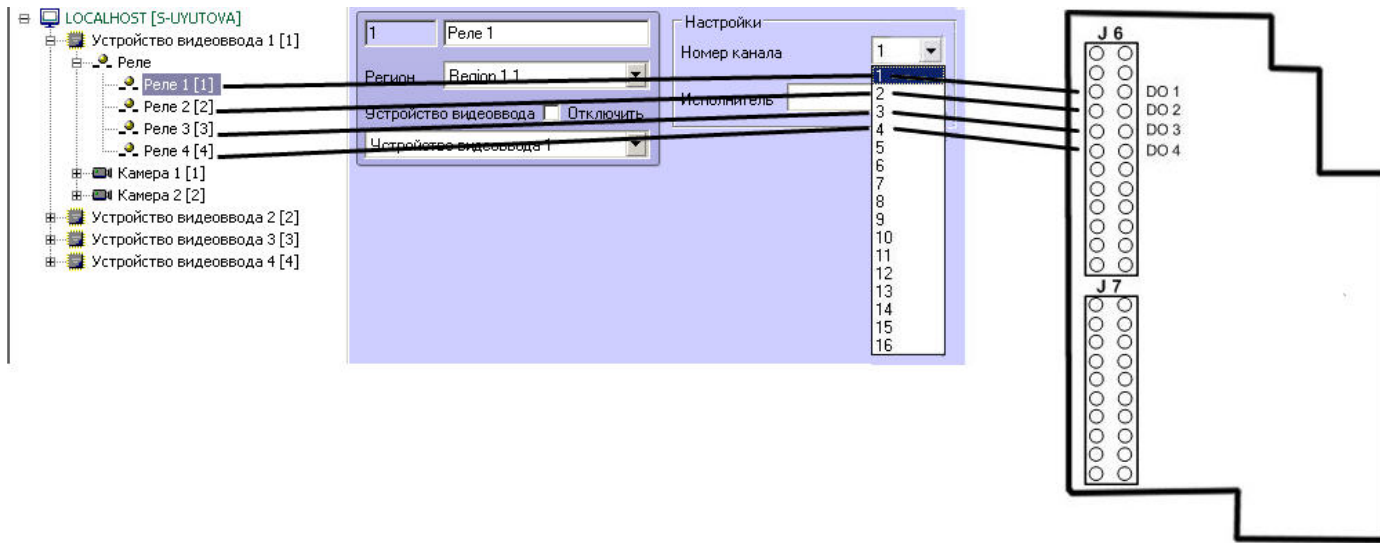 LOCALHOST [S-UYUTOVA]
Устройство видеоввода 1 [1]
Реле
Реле 1 [1]
Реле 2 [2]
Реле 3 [3]
Реле 4 [4]
Камера 1 [1]
Камера 2 [2]
Устройство видеоввода 2 [2]
Устройство видеоввода 3 [3]
Устройство видеоввода 4 [4]
1 Реле 1
Регион Region 1.1
Устройство видеоввода Отключить
Устройство видеоввода 1
Настройки
Номер канала 1
Исполнитель
1
2
3
4
5
6
7
8
9
10
11
12
13
14
15
16
J 6
DO 1
DO 2
DO 3
DO 4
J 7